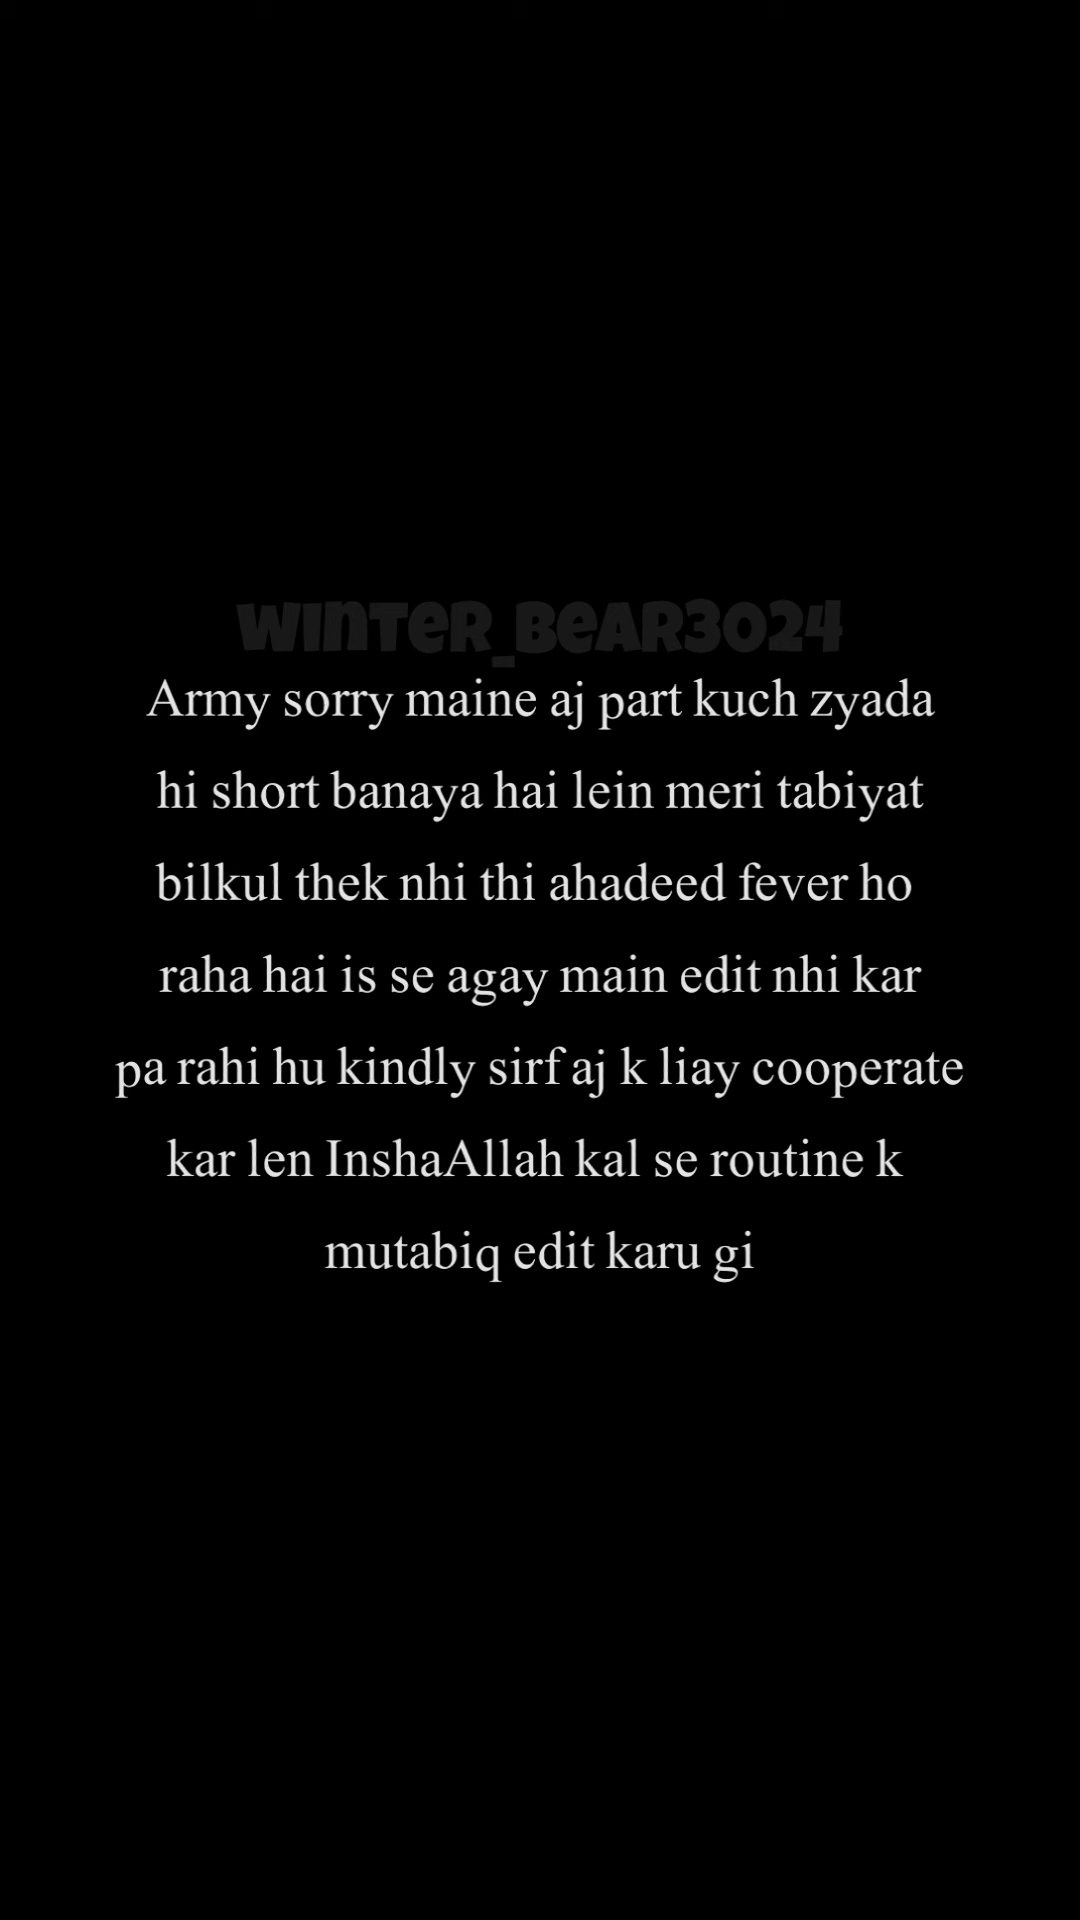 WINTER_BEAR3024
Army sorry maine aj part kuch zyada
hi short banaya hai lein meri tabiyat
bilkul thek nhi thi ahadeed fever ho
raha hai is se agay main edit nhi kar
pa rahi hu kindly sirf aj k liay cooperate
kar len InshaAllah kal se routine k
mutabiq edit karu gi